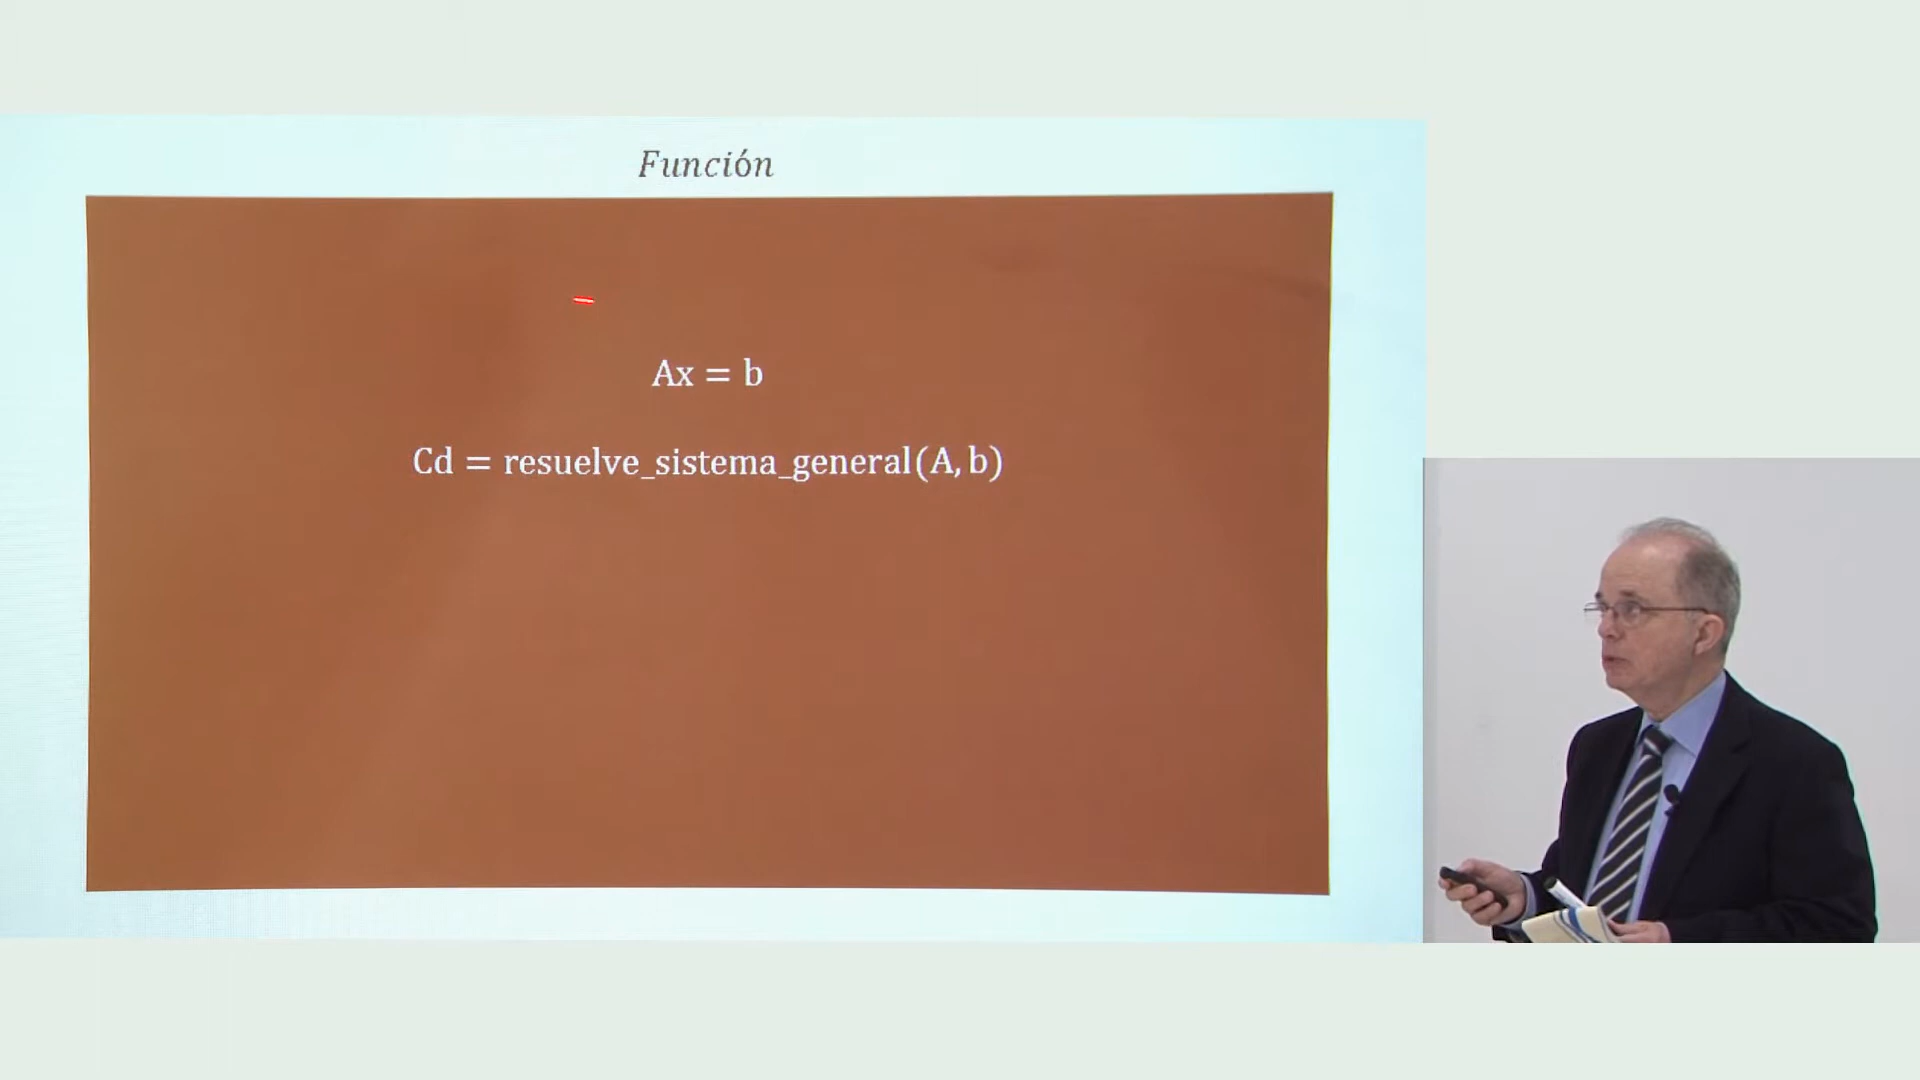 Función
Ax = b
Cd = resuelve_sistema_general(A, b)